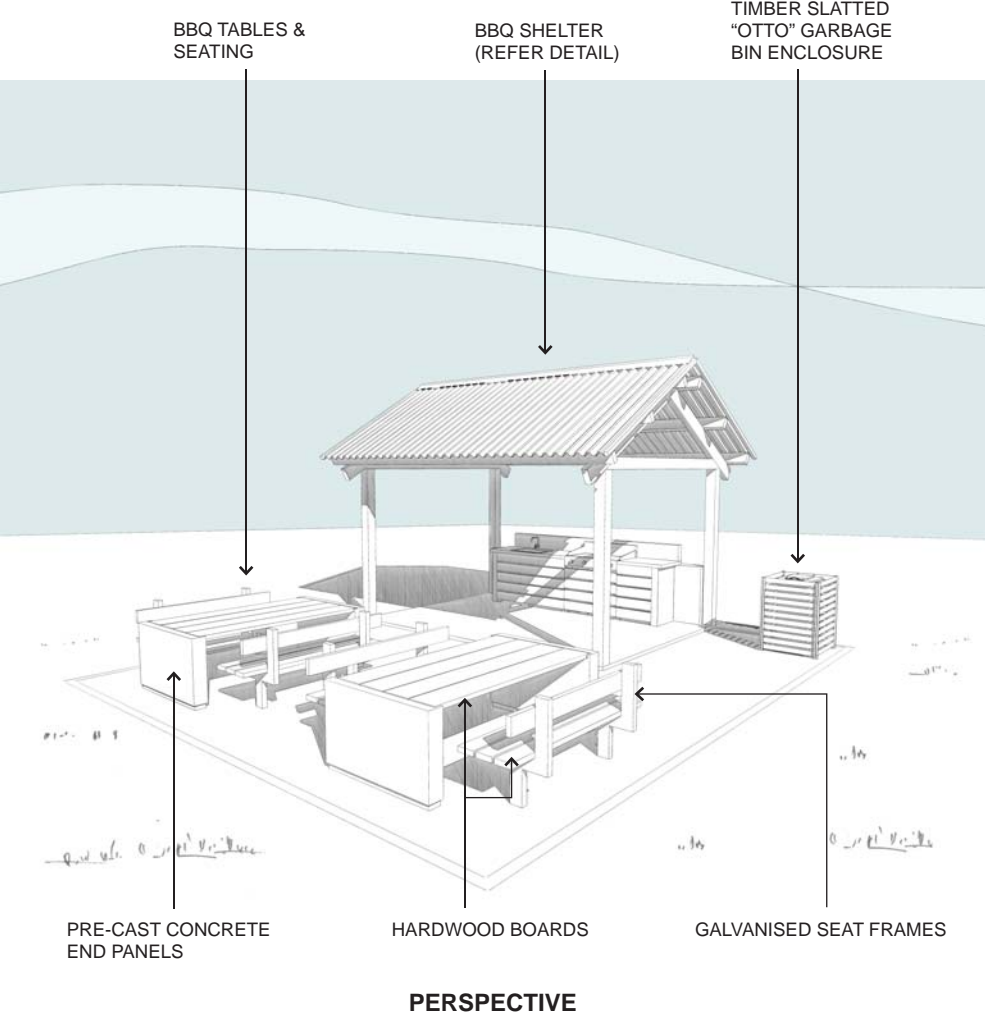 BBQ TABLES &
SEATING
BBQ SHELTER
(REFER DETAIL)
TIMBER SLATTED
“OTTO” GARBAGE
BIN ENCLOSURE
PRE-CAST CONCRETE
END PANELS
HARDWOOD BOARDS
GALVANISED SEAT FRAMES
PERSPECTIVE